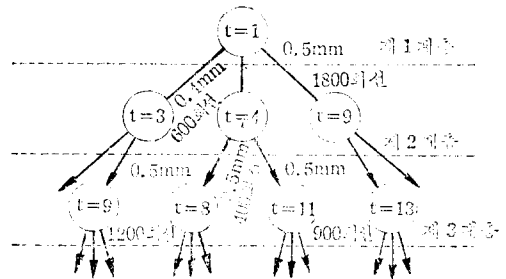 t=1
0.5mm 제1계층
0.4mm
600회선
1800회선
t=3
t=4
t=9
제2계층
0.5mm
0.5mm
0.5mm
t=9
t=8
t=11
t=13
제3계층
1200회선
900회선